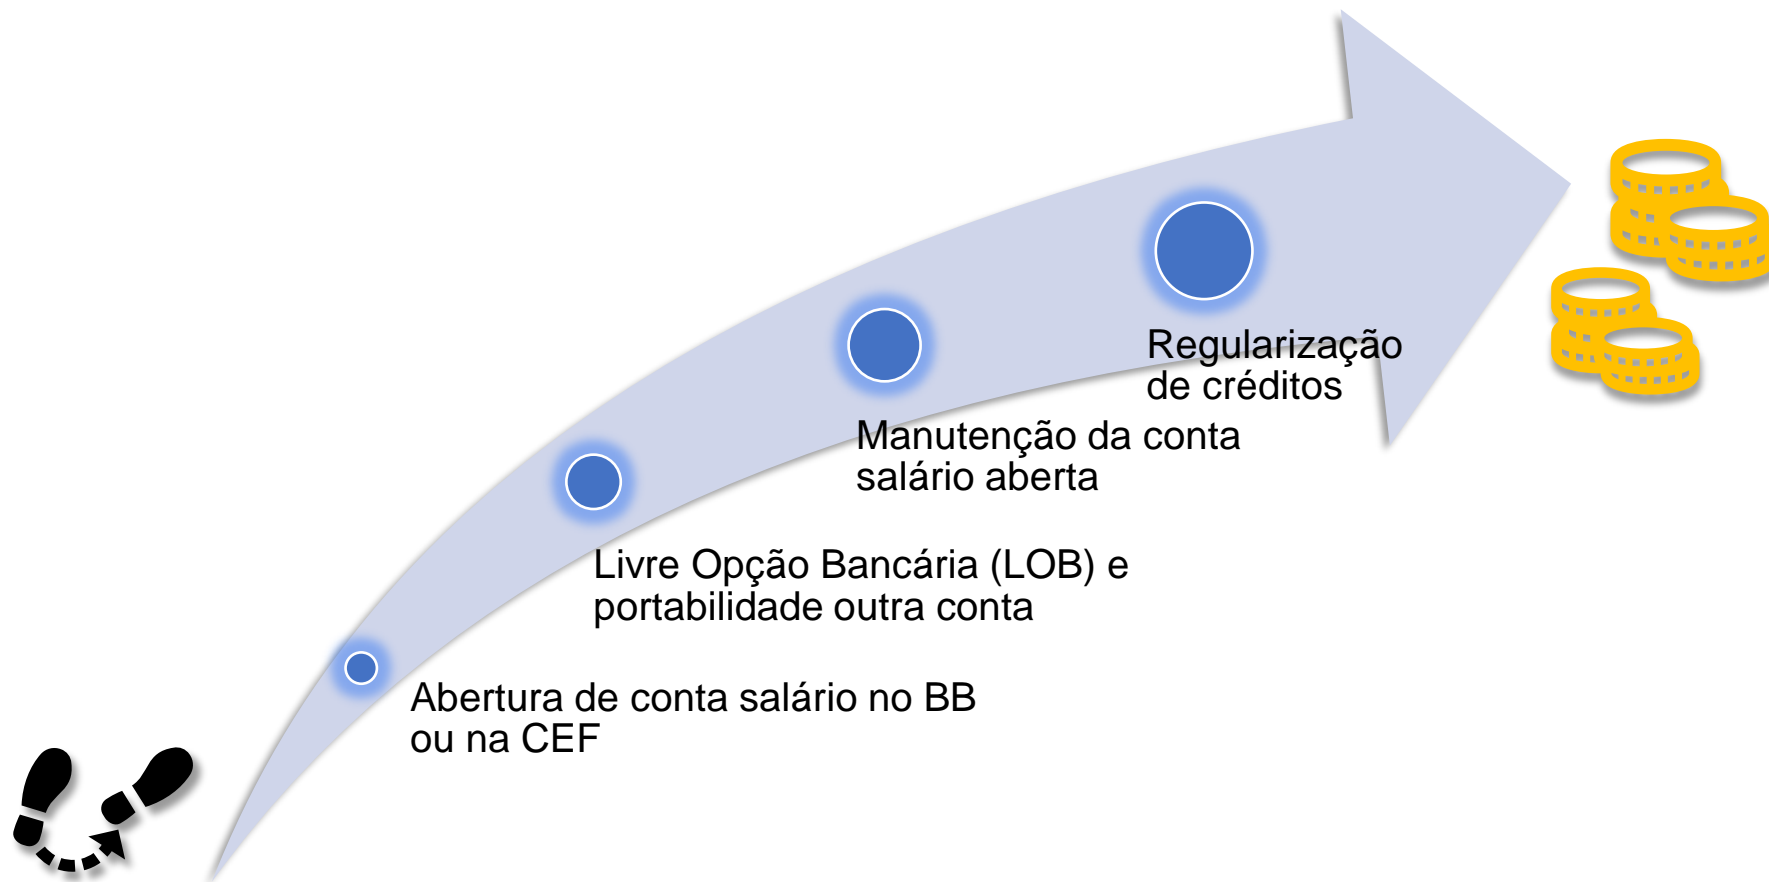 Regularização
de créditos
Manutenção da conta
salário aberta
Livre Opção Bancária (LOB) e
portabilidade outra conta
Abertura de conta salário no BB
ou na CEF